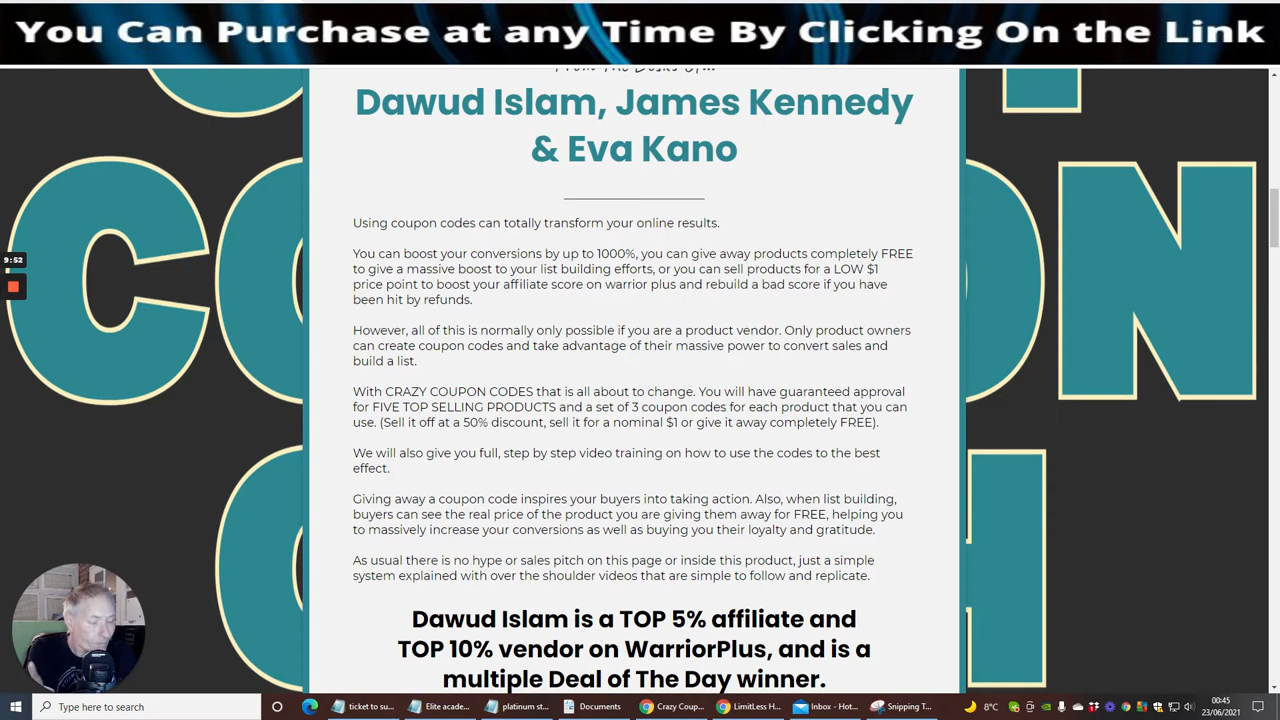 You Can Purchase at any Time By Clicking On the Link
Dawud Islam, James Kennedy
& Eva Kano
Using coupon codes can totally transform your online results.
You can boost your conversions by up to 1000%, you can give away products completely FREE
to give a massive boost to your list building efforts, or you can sell products for a LOW $1
price point to boost your affiliate score on warrior plus and rebuild a bad score if you have
been hit by refunds.
However, all of this is normally only possible if you are a product vendor. Only product owners
can create coupon codes and take advantage of their massive power to convert sales and
build a list.
With CRAZY COUPON CODES that is all about to change. You will have guaranteed approval
for FIVE TOP SELLING PRODUCTS and a set of 3 coupon codes for each product that you can
use. (Sell it off at a 50% discount, sell it for a nominal $1 or give it away completely FREE).
We will also give you full, step by step video training on how to use the codes to the best
effect.
Giving away a coupon code inspires your buyers into taking action. Also, when list building,
buyers can see the real price of the product you are giving them away for FREE, helping you
to massively increase your conversions as well as buying you their loyalty and gratitude.
As usual there is no hype or sales pitch on this page or inside this product, just a simple
system explained with over the shoulder videos that are simple to follow and replicate.
Dawud Islam is a TOP 5% affiliate and
TOP 10% vendor on WarriorPlus, and is a
multiple Deal of The Day winner.
9:52
Type here to search
ticket to su...
Elite acade...
platinum st...
Documents
Crazy Coup...
LimitLess H...
Inbox - Hot...
Snipping T...
8°C
00:45
23/06/2021